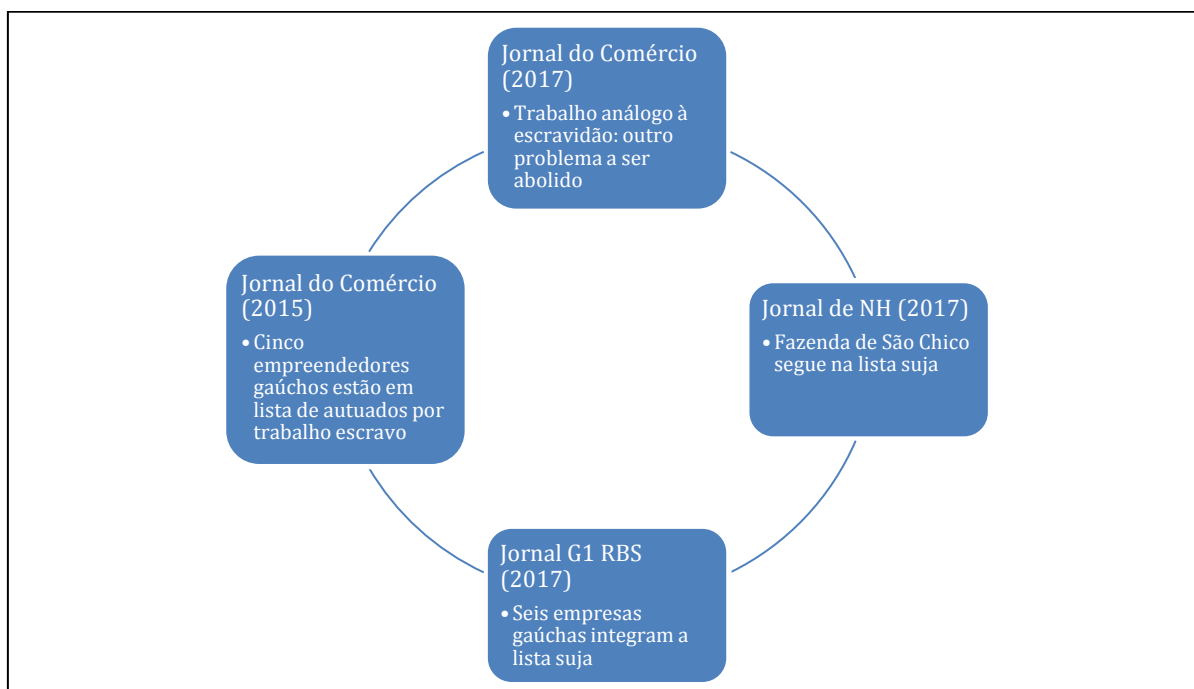 Jornal do Comércio
(2017)
• Trabalho análogo à
escravidão: outro
problema a ser
abolido
Jornal de NH (2017)
• Fazenda de São Chico
segue na lista suja
Jornal G1 RBS
(2017)
• Seis empresas
gaúchas integram a
lista suja
Jornal do Comércio
(2015)
• Cinco
empreendedores
gaúchos estão em
lista de autuados por
trabalho escravo